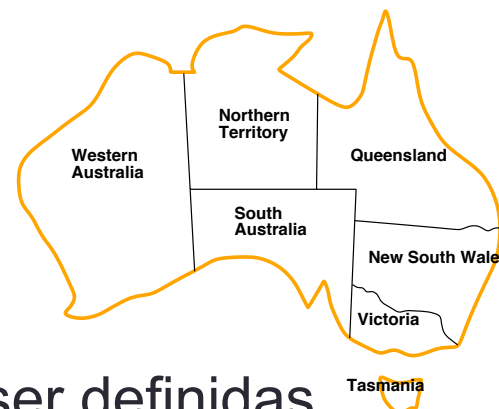 Northern
Territory
Western
Australia
Queensland
South
Australia
New South Wale
Victoria
Tasmania
ser definidas